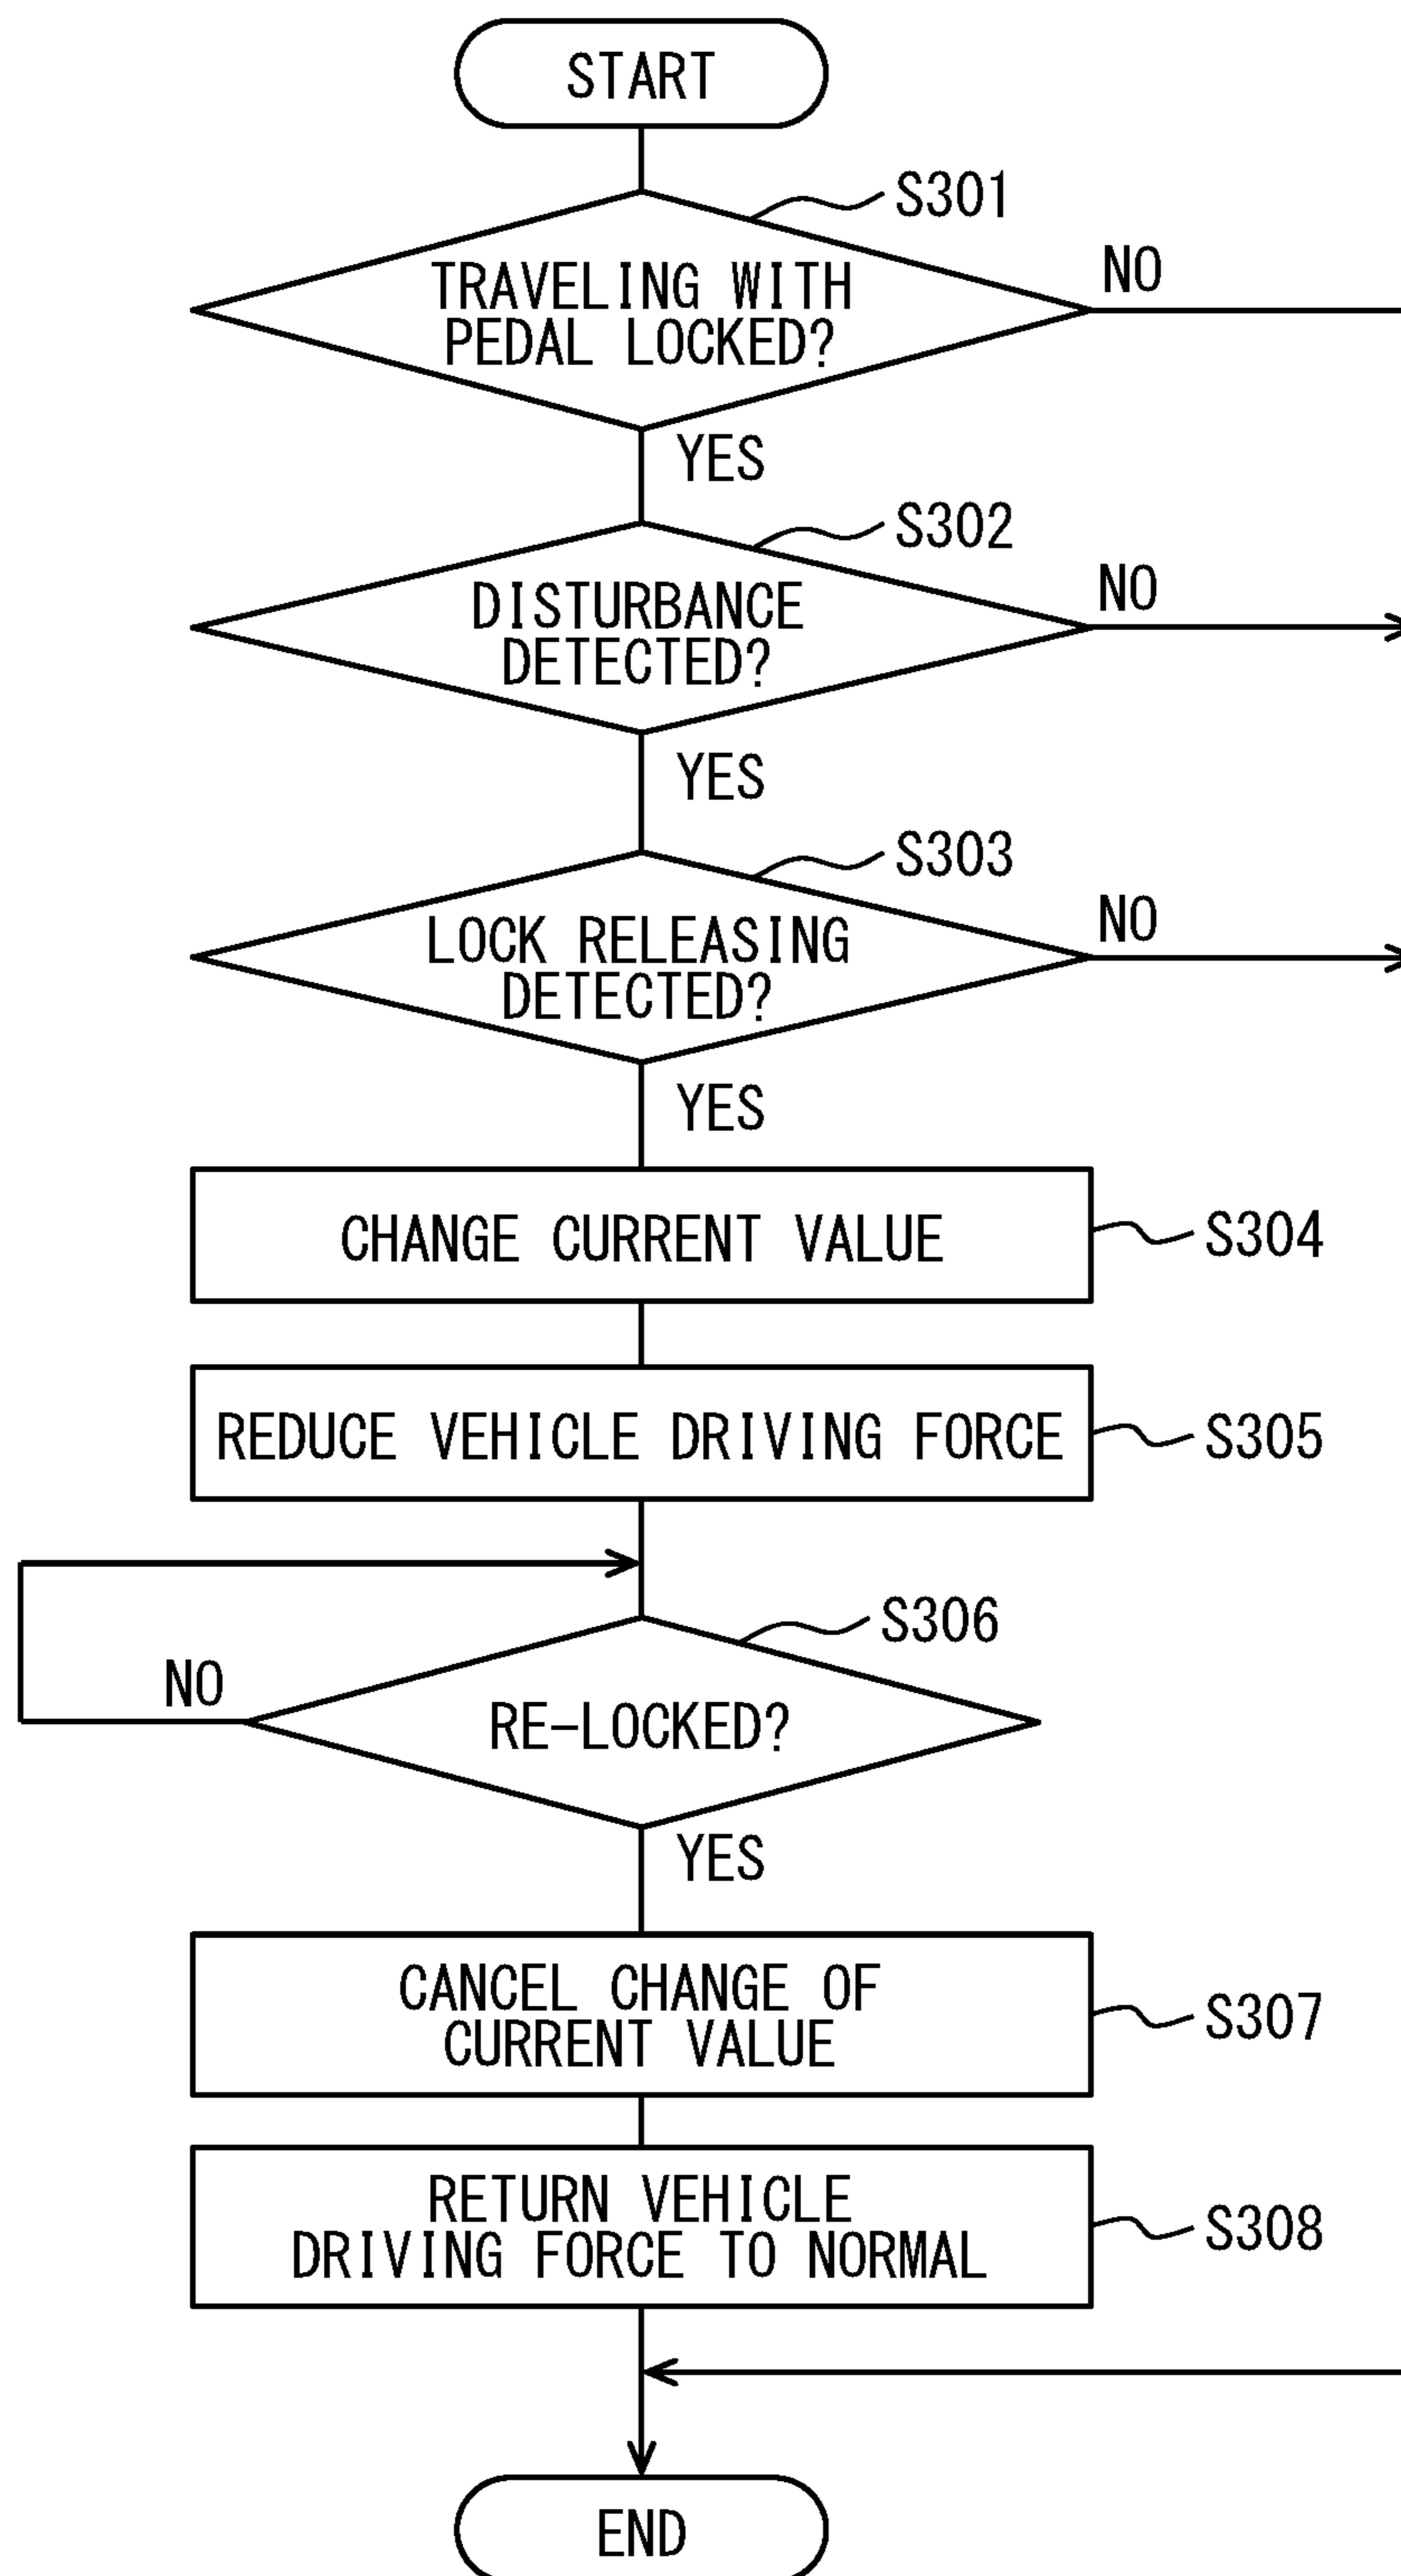 START
S301
TRAVELING WITH
PEDAL LOCKED?
NO
YES
S302
DISTURBANCE
DETECTED?
NO
YES
S303
LOCK RELEASING
DETECTED?
NO
YES
CHANGE CURRENT VALUE
S304
REDUCE VEHICLE DRIVING FORCE
S305
S306
RE-LOCKED?
NO
YES
CANCEL CHANGE OF
CURRENT VALUE
S307
RETURN VEHICLE
DRIVING FORCE TO NORMAL
S308
END